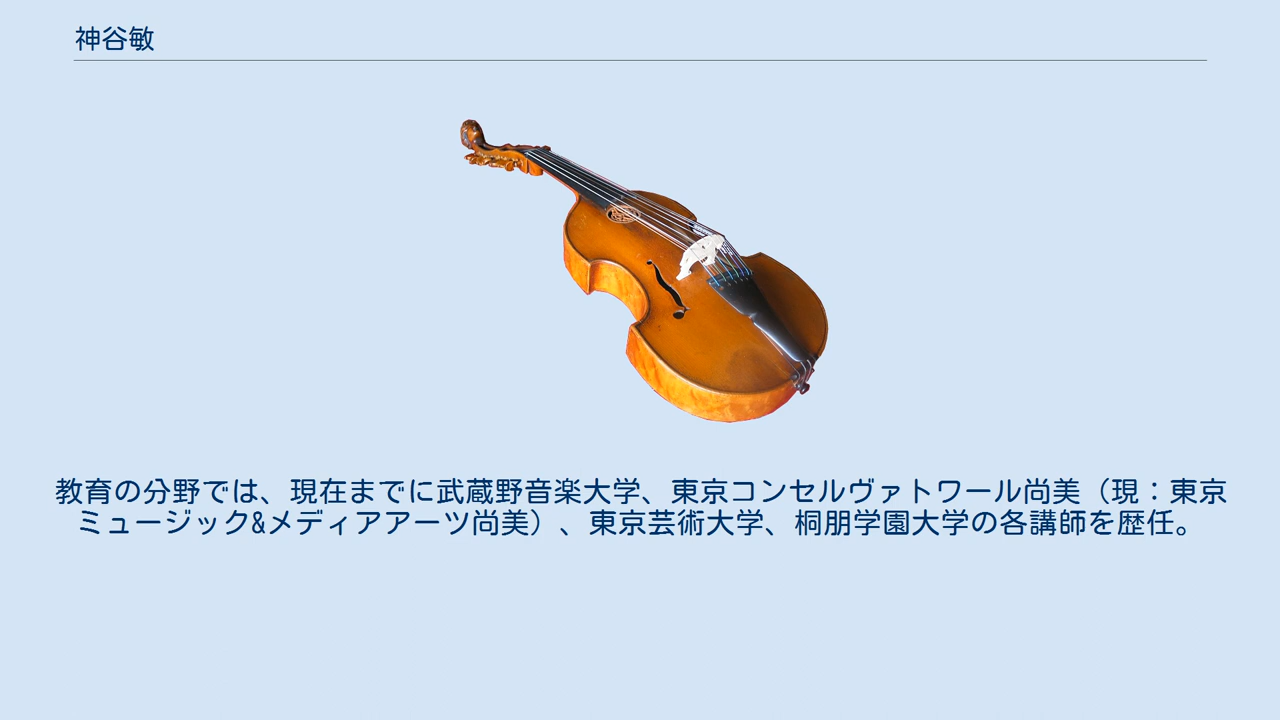 神谷敏
教育の分野では、現在までに武蔵野音楽大学、東京コンセルヴァトワール尚美（現：東京
ミュージック&メディアアーツ尚美）、東京芸術大学、桐朋学園大学の各講師を歴任。